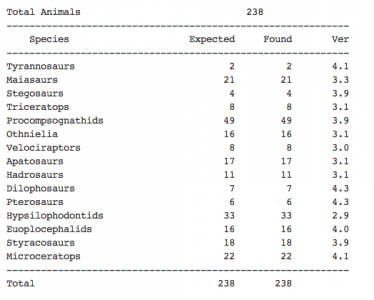 Total Animals 238
--------------------------------------------------
Species Expected Found Ver
--------------------------------------------------
Tyrannosaurs 2 2 4.1
Maiasaurs 21 21 3.3
Stegosaurs 4 4 3.9
Triceratops 8 8 3.1
Procompsognathids 49 49 3.9
Othnielia 16 16 3.1
Velociraptors 8 8 3.0
Apatosaurs 17 17 3.1
Hadrosaurs 11 11 3.1
Dilophosaurs 7 7 4.3
Pterosaurs 6 6 4.3
Hypsilophodontids 33 33 2.9
Euoplocephalids 16 16 4.0
Styracosaurs 18 18 3.9
Microceratops 22 22 4.1
--------------------------------------------------
Total 238 238
--------------------------------------------------